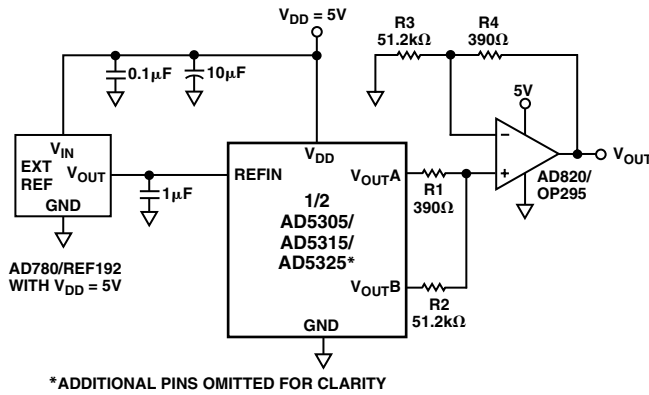 V_DD = 5V
0.1µF
10µF
R3
51.2kΩ
R4
390Ω
5V
V_OUT
AD820/
OP295
V_IN
EXT
REF
V_OUT
GND
1µF
AD780/REF192
WITH V_DD = 5V
V_DD
REFIN
1/2
AD5305/
AD5315/
AD5325*
V_OUTA
V_OUTB
GND
R1
390Ω
R2
51.2kΩ
*ADDITIONAL PINS OMITTED FOR CLARITY